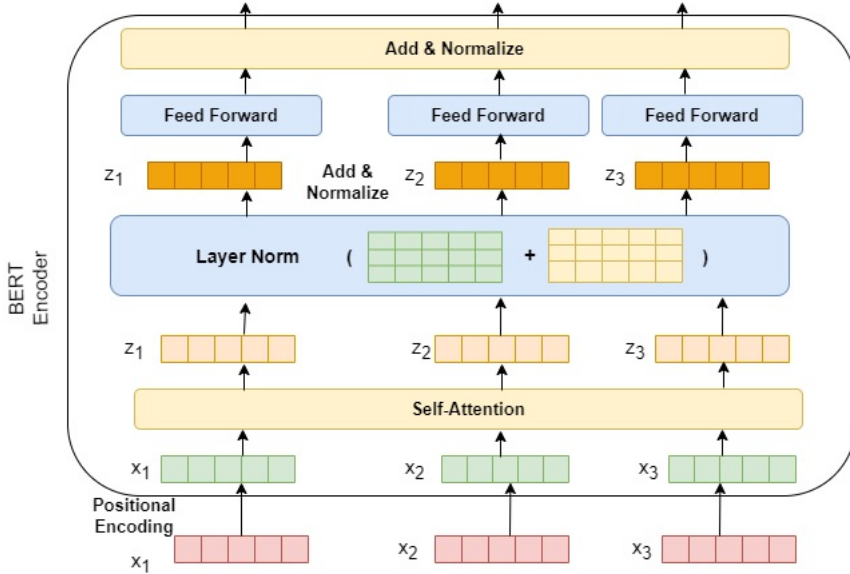 Add & Normalize
Feed Forward
Feed Forward
Feed Forward
z1
Add &
Normalize
z2
z3
Layer Norm
(
+
)
BERT
Encoder
z1
z2
z3
Self-Attention
x1
x2
x3
Positional
Encoding
x1
x2
x3